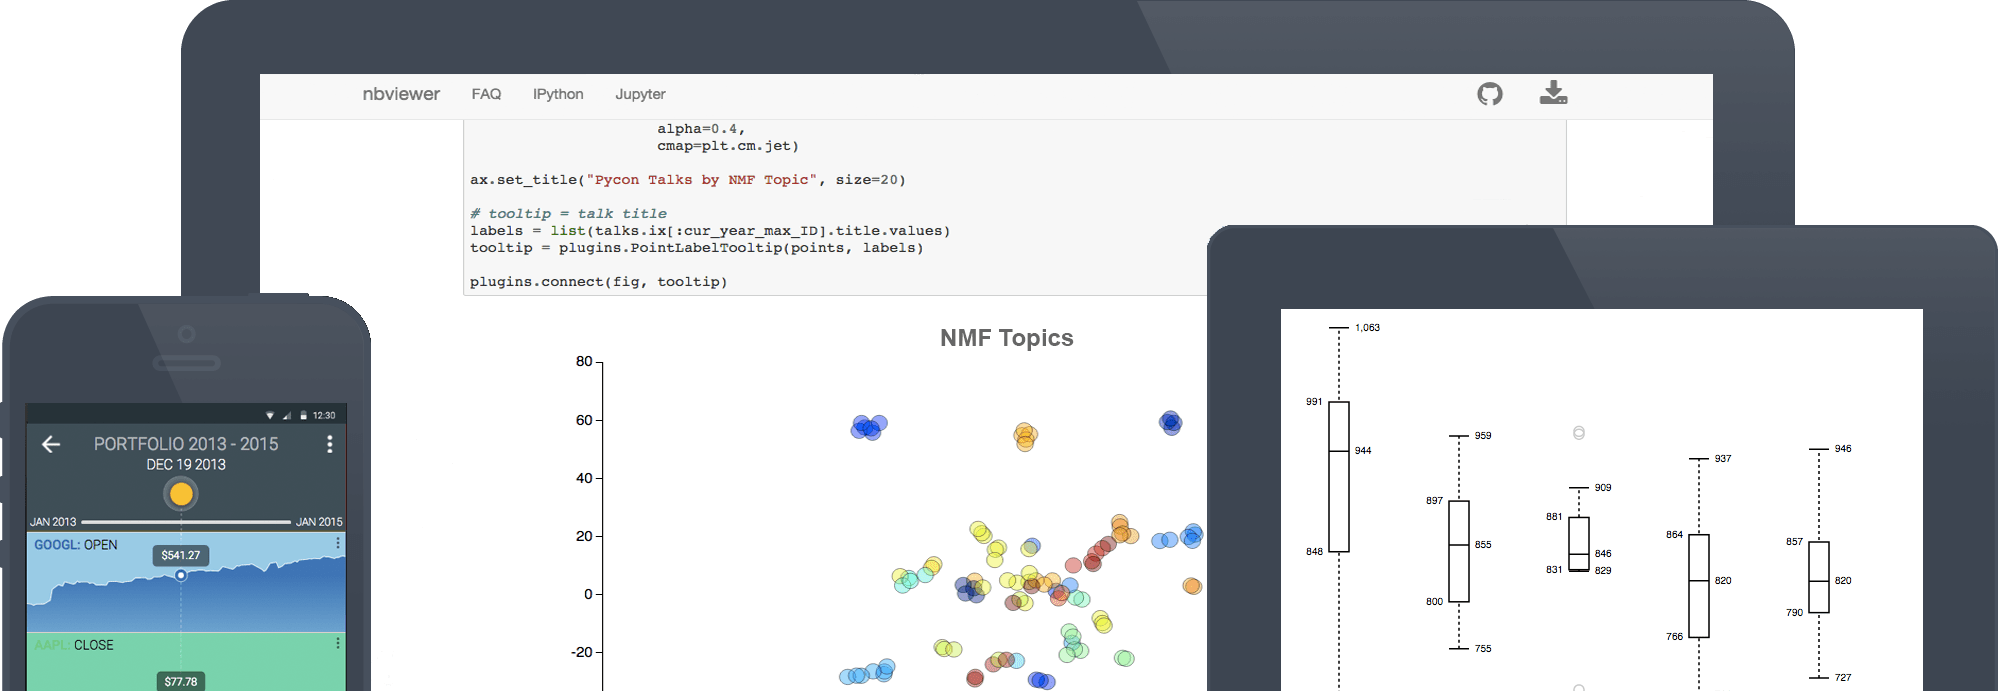 nbviewer FAQ IPython Jupyter
alpha=0.4,
cmap=plt.cm.jet)
ax.set_title("Pycon Talks by NMF Topic", size=20)
# tooltip = talk title
labels = list(talks.ix[:cur_year_max_ID].title.values)
tooltip = plugins.PointLabelTooltip(points, labels)
plugins.connect(fig, tooltip)
NMF Topics
80
60
40
20
0
-20
12:30
PORTFOLIO 2013 - 2015
DEC 19 2013
JAN 2013 JAN 2015
GOOGL: OPEN
$541.27
AAPL: CLOSE
$77.78
1,063
991
944
848
959
897
855
800
755
909
881
846
831 829
937
864
820
766
946
857
820
790
727